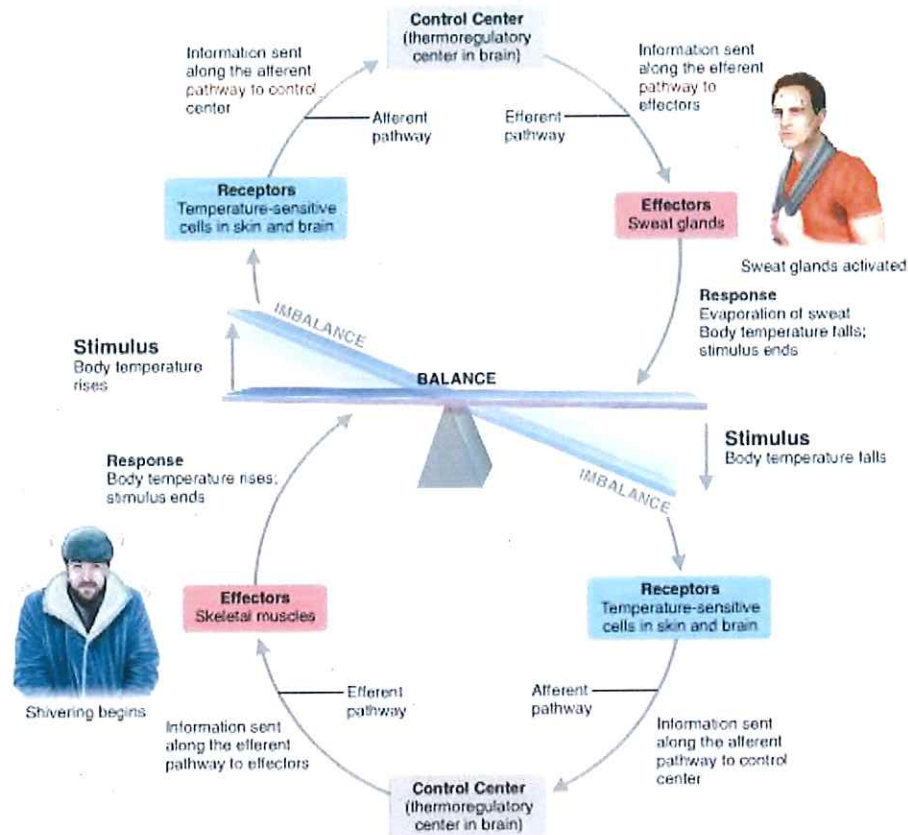 Control Center
(thermoregulatory
center in brain)
Information sent
along the afferent
pathway to control
center
Information sent
along the efferent
pathway to
effectors
Afferent
pathway
Efferent
pathway
Receptors
Temperature-sensitive
cells in skin and brain
Effectors
Sweat glands
Sweat glands activated
IMBALANCE
Response
Evaporation of sweat
Body temperature falls;
stimulus ends
Stimulus
Body temperature
rises
BALANCE
Stimulus
Body temperature falls
Response
Body temperature rises;
stimulus ends
IMBALANCE
Effectors
Skeletal muscles
Receptors
Temperature-sensitive
cells in skin and brain
Shivering begins
Efferent
pathway
Afferent
pathway
Information sent
along the efferent
pathway to effectors
Information sent
along the afferent
pathway to control
center
Control Center
(thermoregulatory
center in brain)